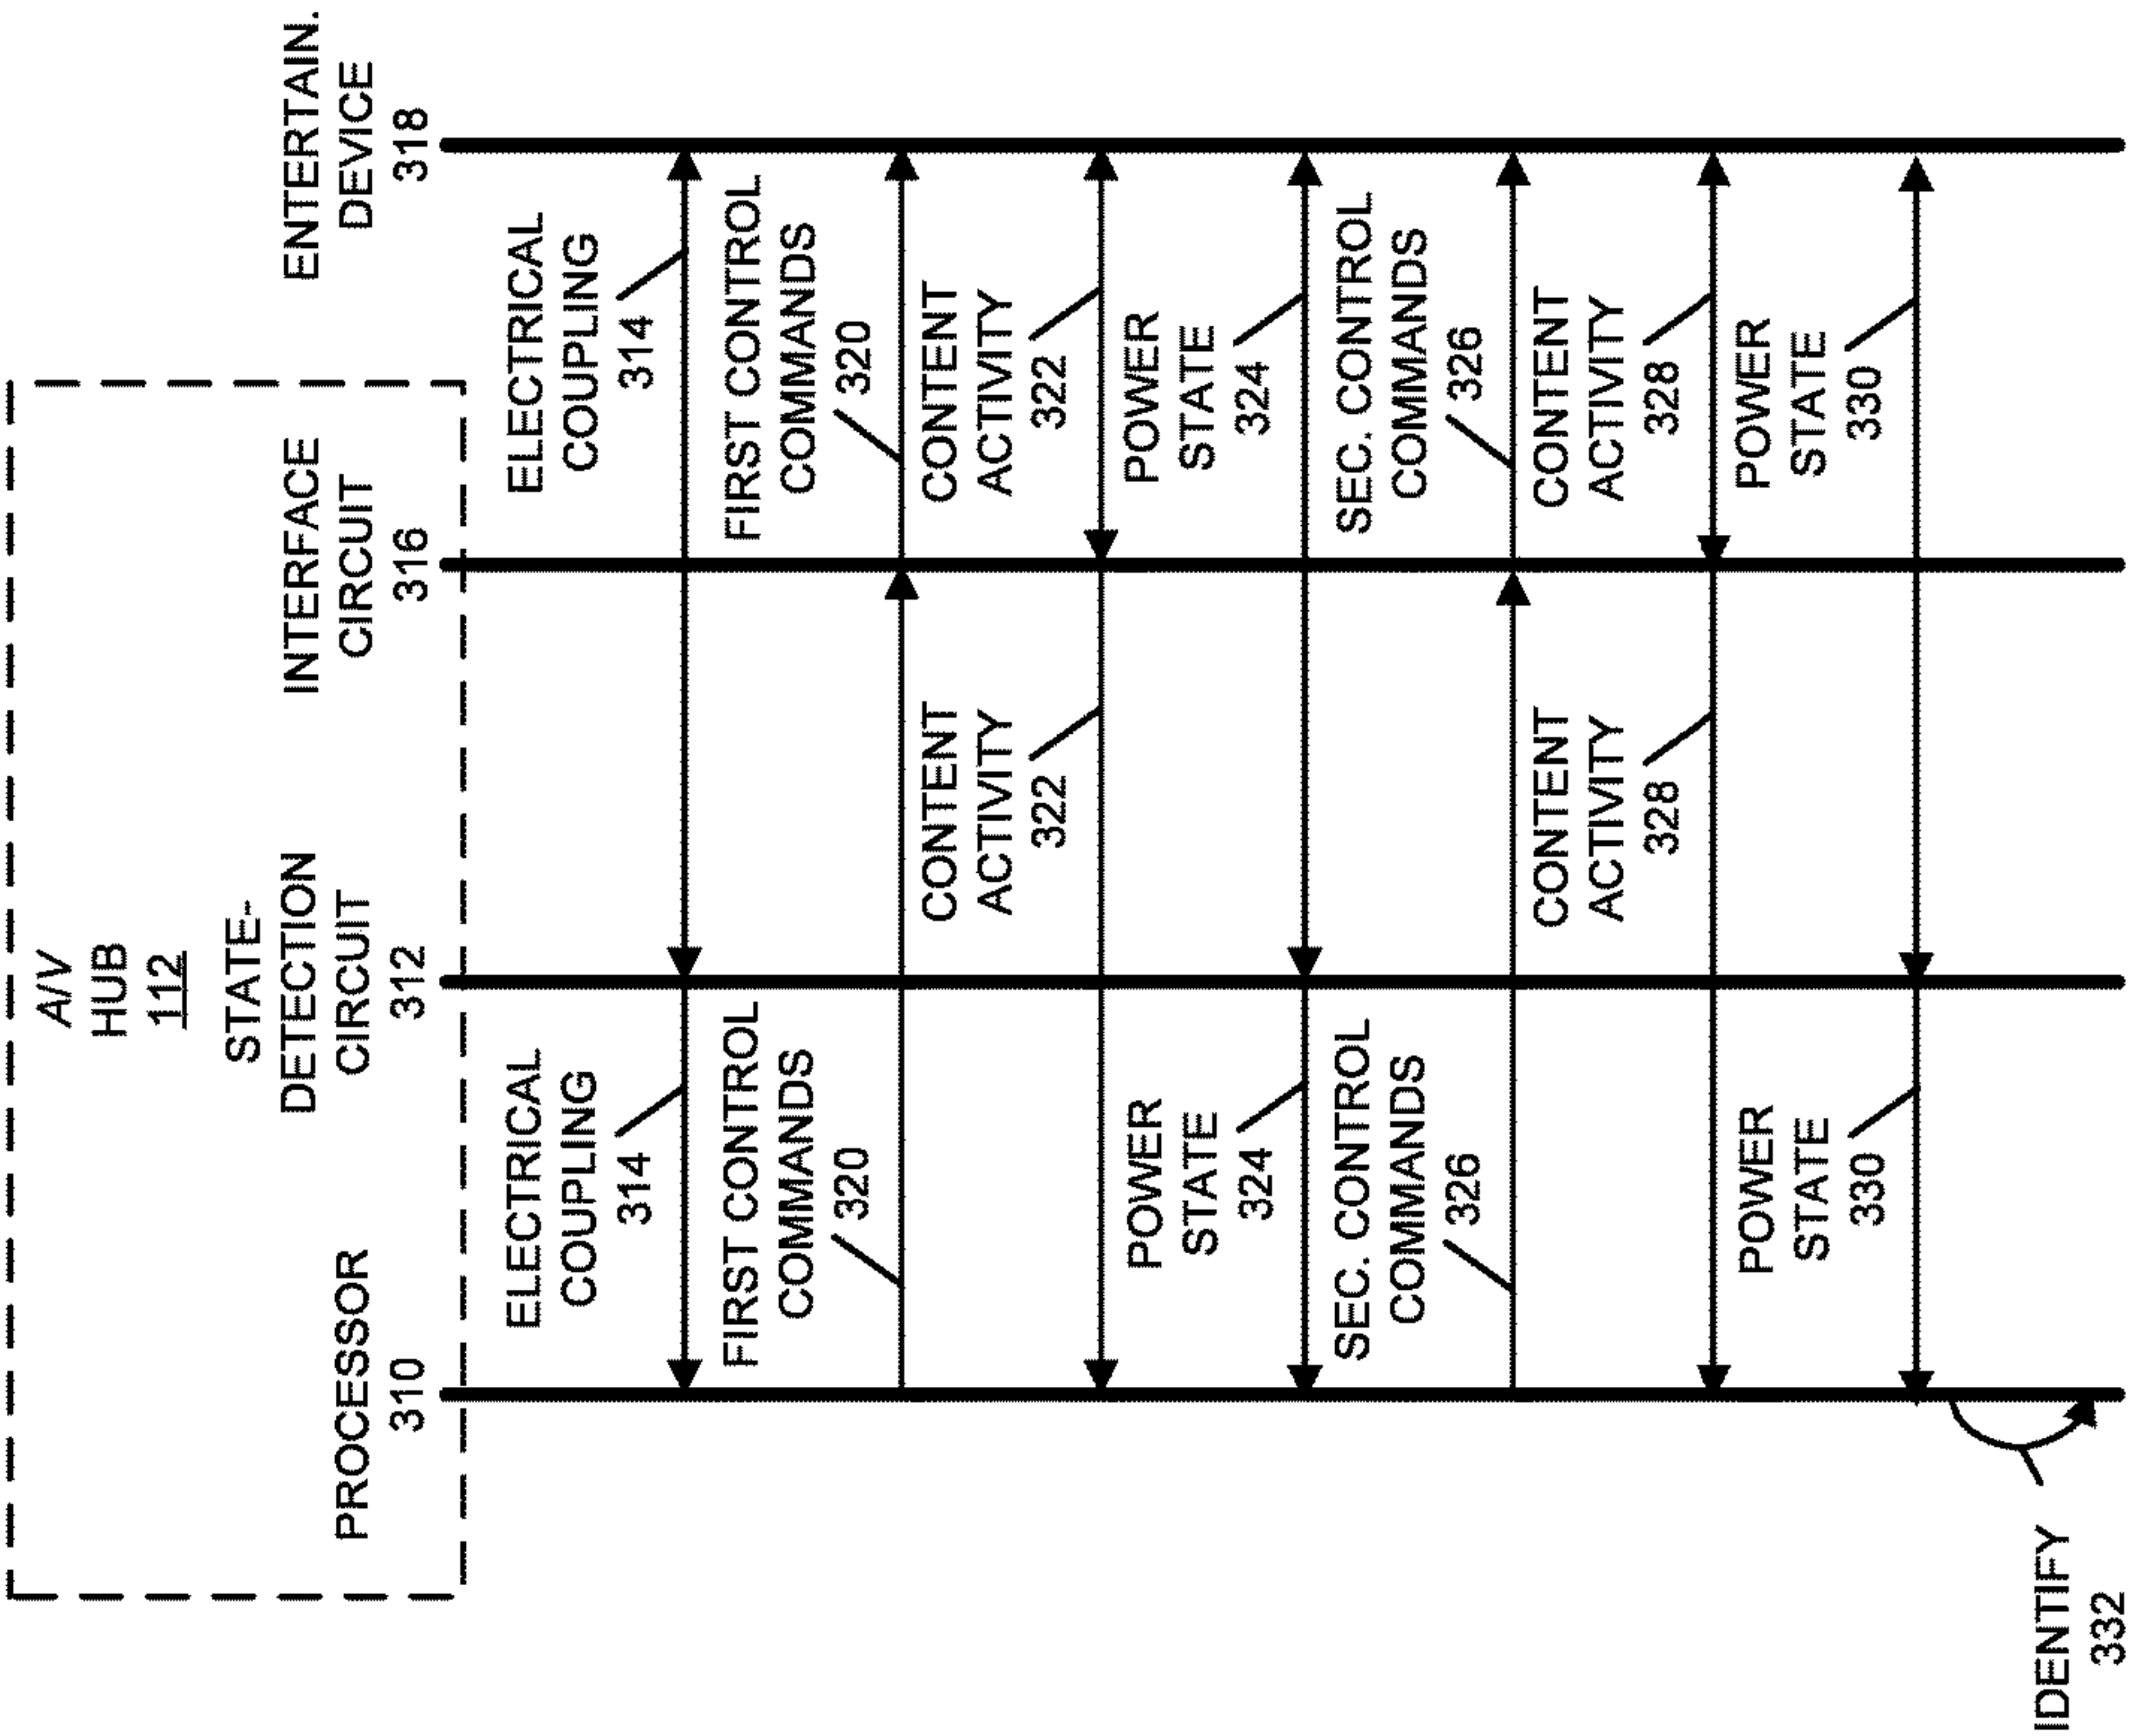 A/V
HUB
112
PROCESSOR
310
STATE-
DETECTION
CIRCUIT
312
INTERFACE
CIRCUIT
316
ENTERTAIN.
DEVICE
318
ELECTRICAL
COUPLING
314
ELECTRICAL
COUPLING
314
FIRST CONTROL
COMMANDS
320
FIRST CONTROL
COMMANDS
320
CONTENT
ACTIVITY
322
CONTENT
ACTIVITY
322
POWER
STATE
324
POWER
STATE
324
SEC. CONTROL
COMMANDS
326
SEC. CONTROL
COMMANDS
326
CONTENT
ACTIVITY
328
CONTENT
ACTIVITY
328
POWER
STATE
330
POWER
STATE
330
IDENTIFY
332